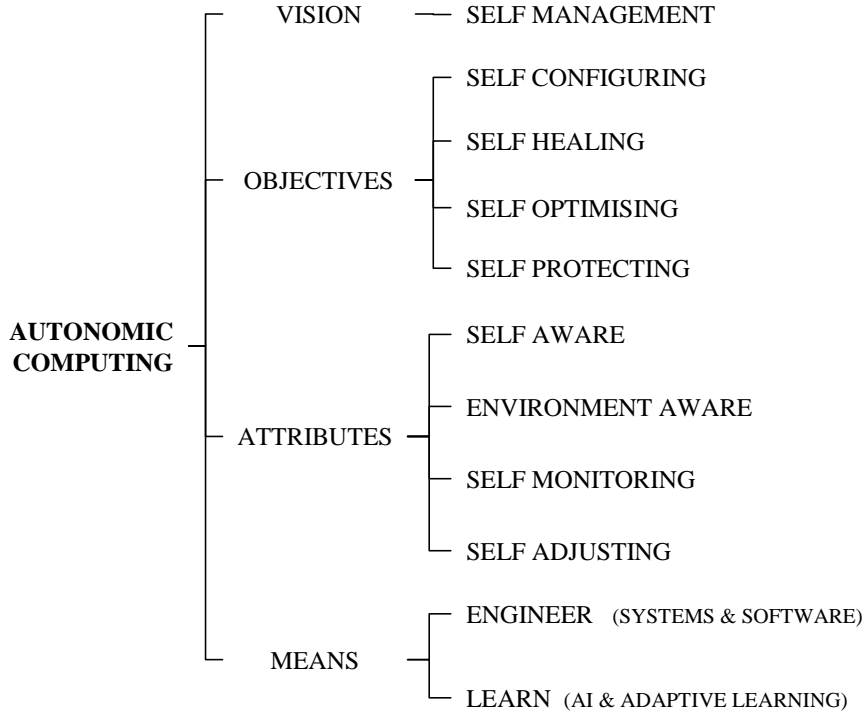 VISION
SELF MANAGEMENT
SELF CONFIGURING
SELF HEALING
OBJECTIVES
SELF OPTIMISING
SELF PROTECTING
AUTONOMIC
COMPUTING
SELF AWARE
ENVIRONMENT AWARE
ATTRIBUTES
SELF MONITORING
SELF ADJUSTING
ENGINEER (SYSTEMS & SOFTWARE)
MEANS
LEARN (AI & ADAPTIVE LEARNING)